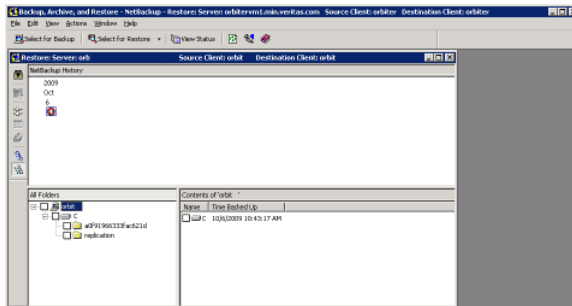 Backup, Archive, and Restore - NetBackup - Restore: Server: orbitervm1.min.veritas.com Source Client: orbiter Destination Client: orbiter
File Edit View Actions Window Help
Select for Backup Select for Restore View Status
Restore: Server: orb Source Client: orbit Destination Client: orbit
NetBackup History
2009
Oct
6
All Folders Contents of 'orbit '
orbit Name Time Backed Up
C C 10/6/2009 10:43:17 AM
a0f91966333fac621d
replication